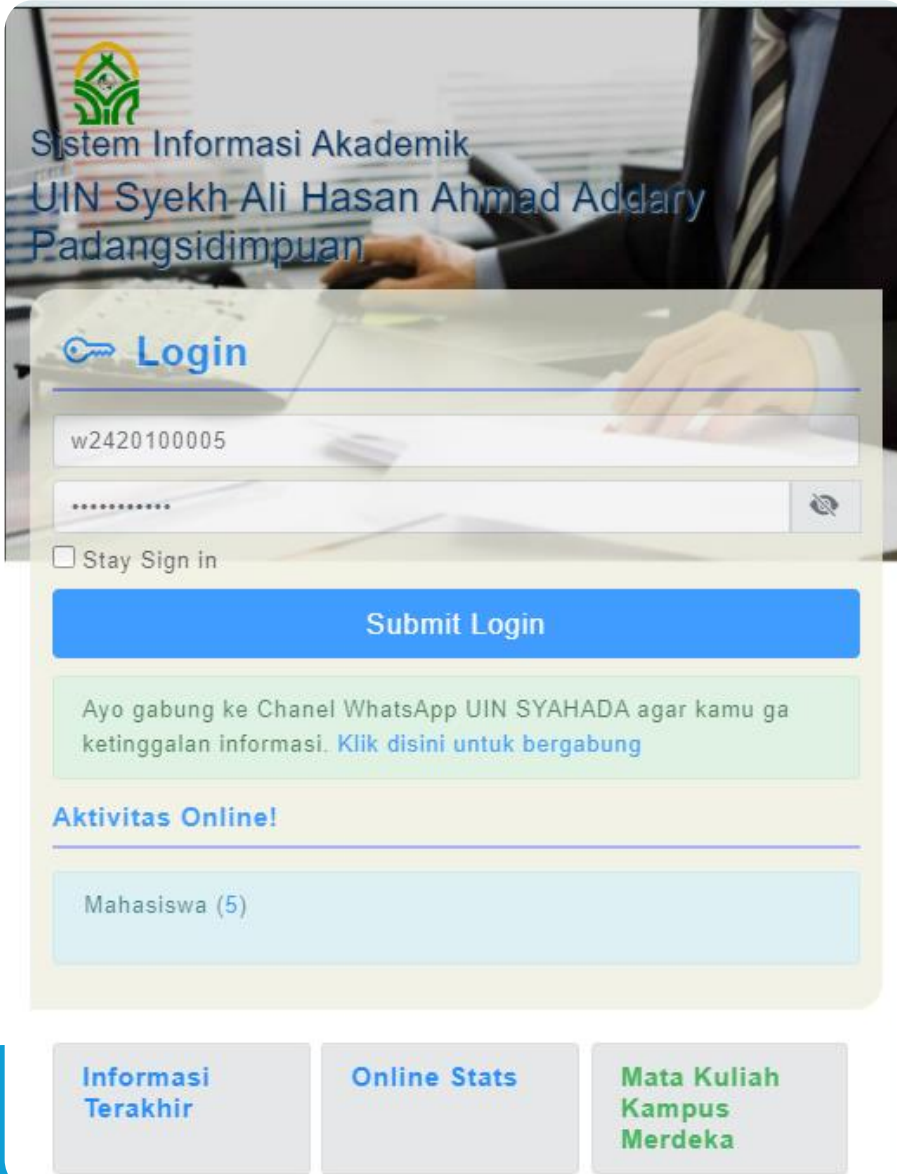 Sistem Informasi Akademik
UIN Syekh Ali Hasan Ahmad Addary
Padangsidimpuan
Login
w2420100005
•••••••••••
Stay Sign in
Submit Login
Ayo gabung ke Chanel WhatsApp UIN SYAHADA agar kamu ga
ketinggalan informasi. Klik disini untuk bergabung
Aktivitas Online!
Mahasiswa (5)
Informasi
Terakhir
Online Stats
Mata Kuliah
Kampus
Merdeka